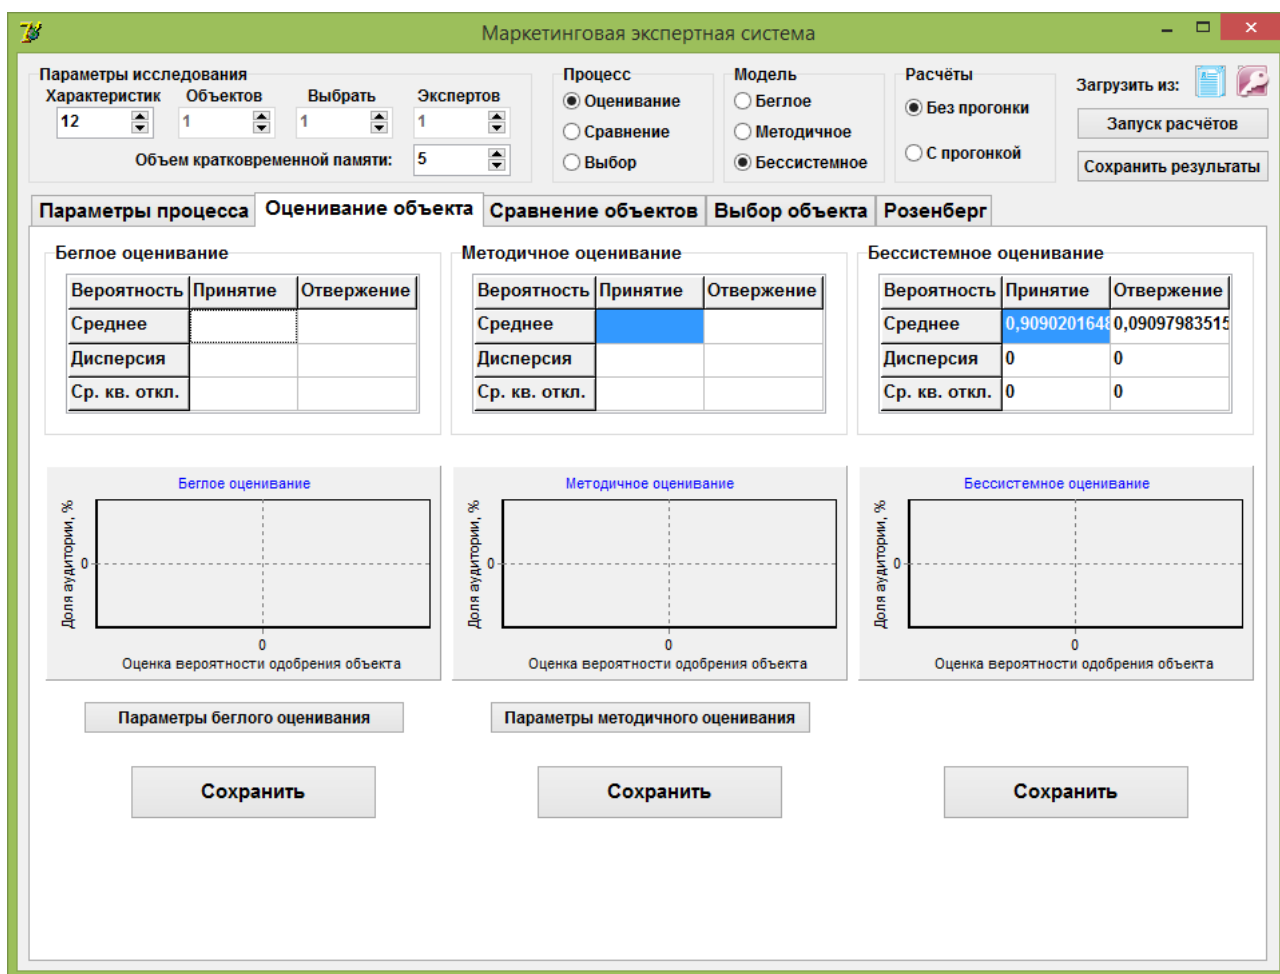 Маркетинговая экспертная система
Параметры исследования
Характеристик Объектов Выбрать Экспертов
12 1 1 1
Объем кратковременной памяти: 5
Процесс
Оценивание
Сравнение
Выбор
Модель
Беглое
Методичное
Бессистемное
Расчёты
Без прогонки
С прогонкой
Загрузить из:
Запуск расчётов
Сохранить результаты
Параметры процесса Оценивание объекта Сравнение объектов Выбор объекта Розенберг
Беглое оценивание
Вероятность Принятие Отвержение
Среднее
Дисперсия
Ср. кв. откл.
Методичное оценивание
Вероятность Принятие Отвержение
Среднее
Дисперсия
Ср. кв. откл.
Бессистемное оценивание
Вероятность Принятие Отвержение
Среднее 0,9090201648 0,09097983515
Дисперсия 0 0
Ср. кв. откл. 0 0
Беглое оценивание
Доля аудитории, %
0
0
Оценка вероятности одобрения объекта
Методичное оценивание
Доля аудитории, %
0
0
Оценка вероятности одобрения объекта
Бессистемное оценивание
Доля аудитории, %
0
0
Оценка вероятности одобрения объекта
Параметры беглого оценивания
Параметры методичного оценивания
Сохранить
Сохранить
Сохранить